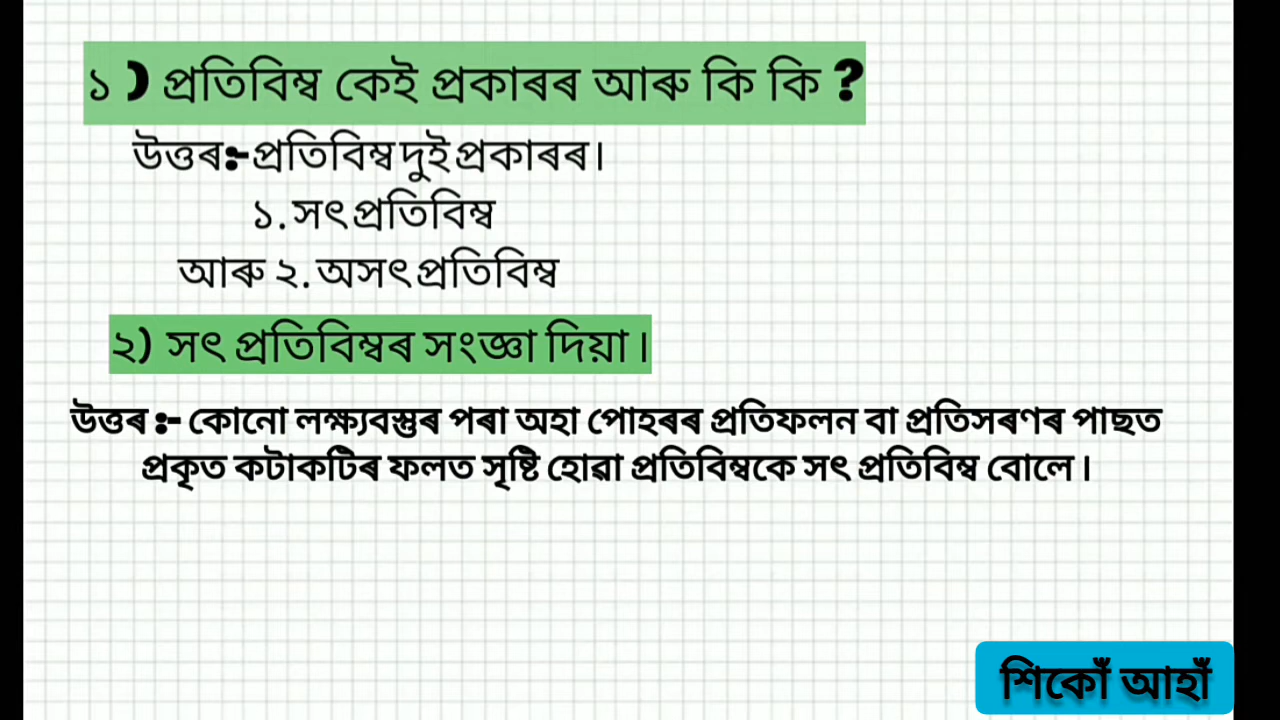 ১ ) প্ৰতিবিম্ব কেই প্ৰকাৰৰ আৰু কি কি ?
উত্তৰ:-প্ৰতিবিম্ব দুই প্ৰকাৰৰ।
১. সৎ প্ৰতিবিম্ব
আৰু ২. অসৎ প্ৰতিবিম্ব
২) সৎ প্ৰতিবিম্বৰ সংজ্ঞা দিয়া।
উত্তৰ :- কোনো লক্ষ্যবস্তুৰ পৰা অহা পোহৰৰ প্ৰতিফলন বা প্ৰতিসৰণৰ পাছত
প্ৰকৃত কটাকটিৰ ফলত সৃষ্টি হোৱা প্ৰতিবিম্বকে সৎ প্ৰতিবিম্ব বোলে।
শিকোঁ আহাঁ